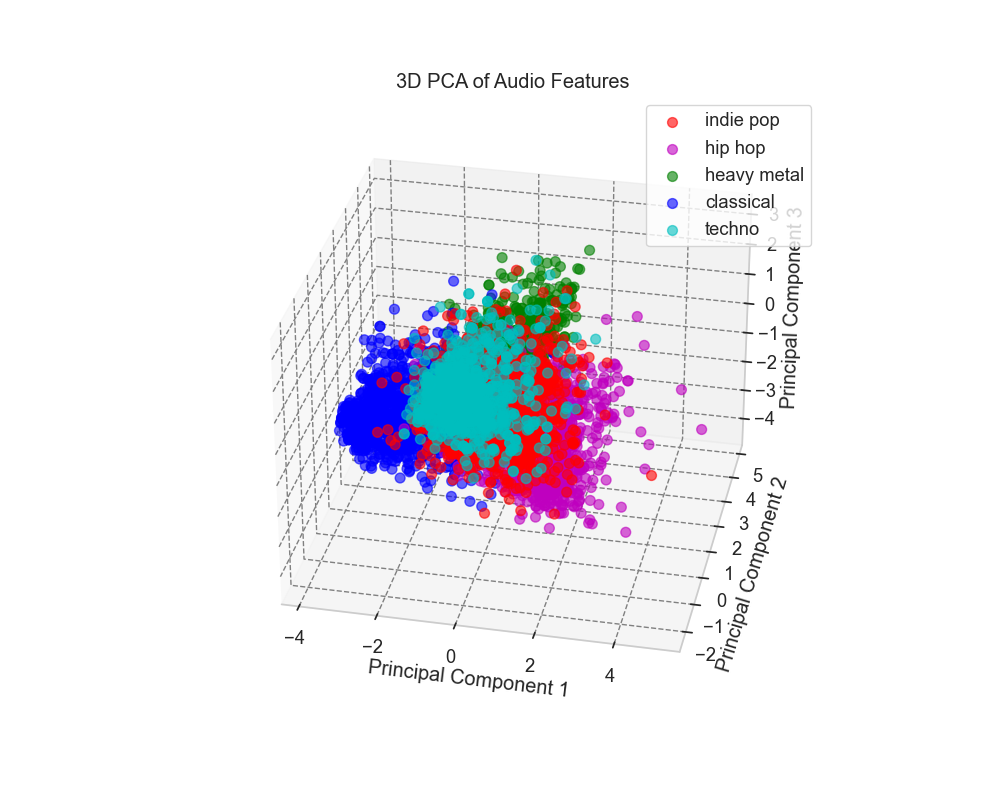 3D PCA of Audio Features
indie pop
hip hop
heavy metal
classical
techno
3
2
1
0
−1
−2
−3
−4
Principal Component 3
5
4
3
2
1
0
−1
−2
Principal Component 2
−4
−2
0
2
4
Principal Component 1